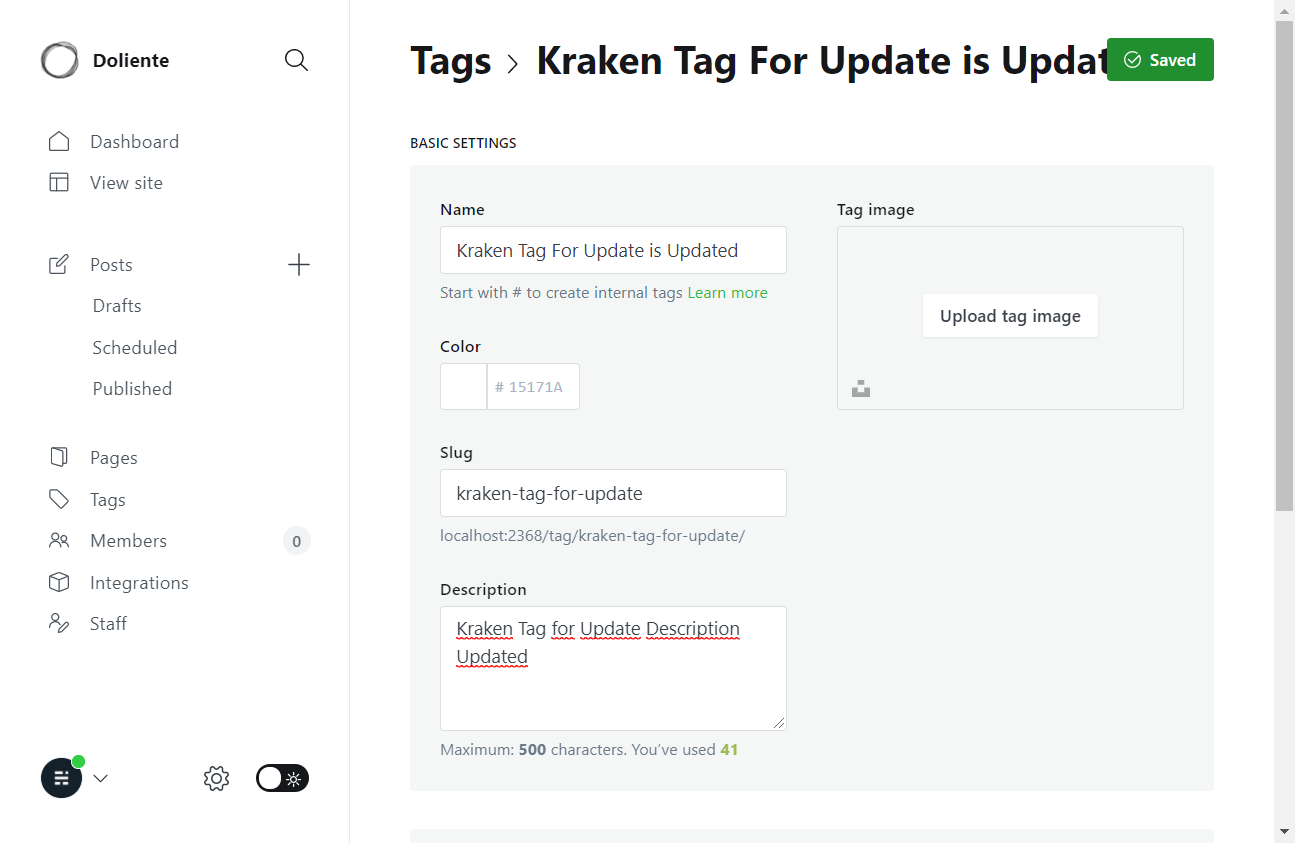 Doliente
Dashboard
View site
Posts
Drafts
Scheduled
Published
Pages
Tags
Members
0
Integrations
Staff
Tags
Kraken Tag For Update is Updat
Saved
BASIC SETTINGS
Name
Kraken Tag For Update is Updated
Start with # to create internal tags Learn more
Color
# 15171A
Slug
kraken-tag-for-update
localhost:2368/tag/kraken-tag-for-update/
Description
Kraken Tag for Update Description
Updated
Maximum: 500 characters. You’ve used 41
Tag image
Upload tag image